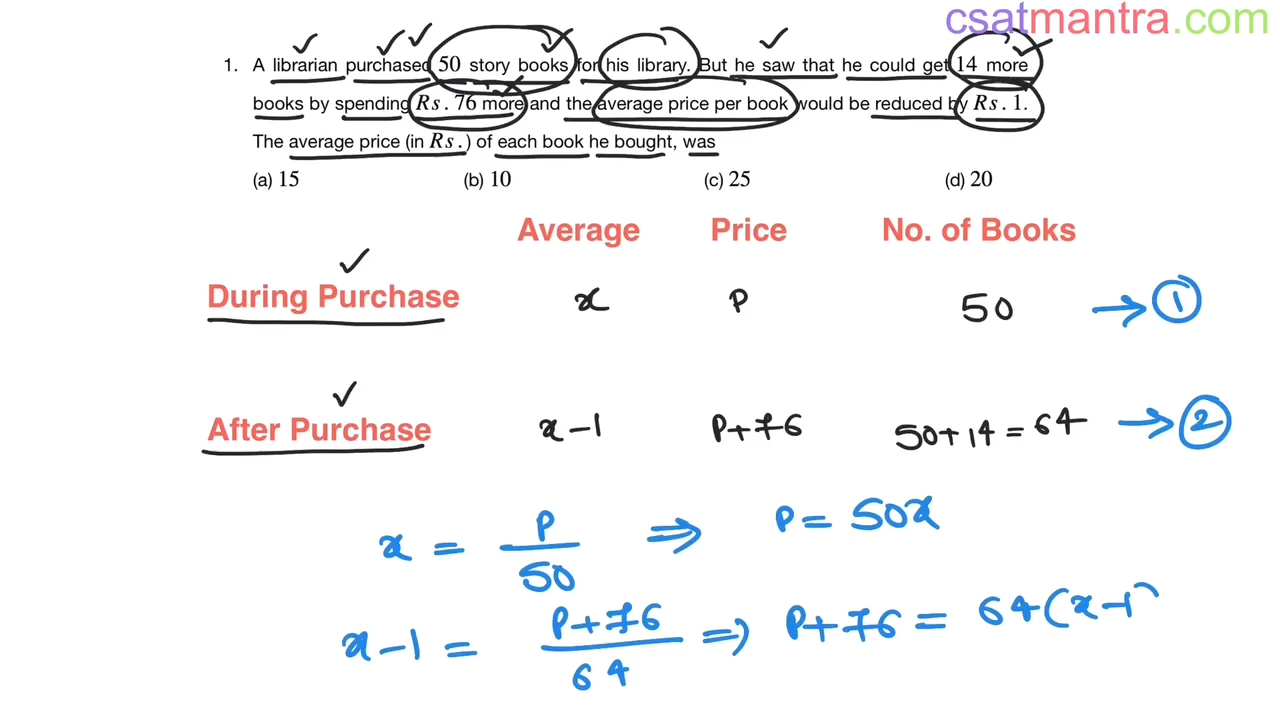 csatmantra.com
1. A librarian purchased 50 story books for his library. But he saw that he could get 14 more
books by spending Rs. 76 more and the average price per book would be reduced by Rs. 1.
The average price (in Rs.) of each book he bought, was
(a) 15 (b) 10 (c) 25 (d) 20
Average Price No. of Books
During Purchase x P 50 → 1
After Purchase x-1 P+76 50+14=64 → 2
x = P/50 ⇒ P = 50x
x-1 = P+76/64 ⇒ P+76 = 64(x-1)